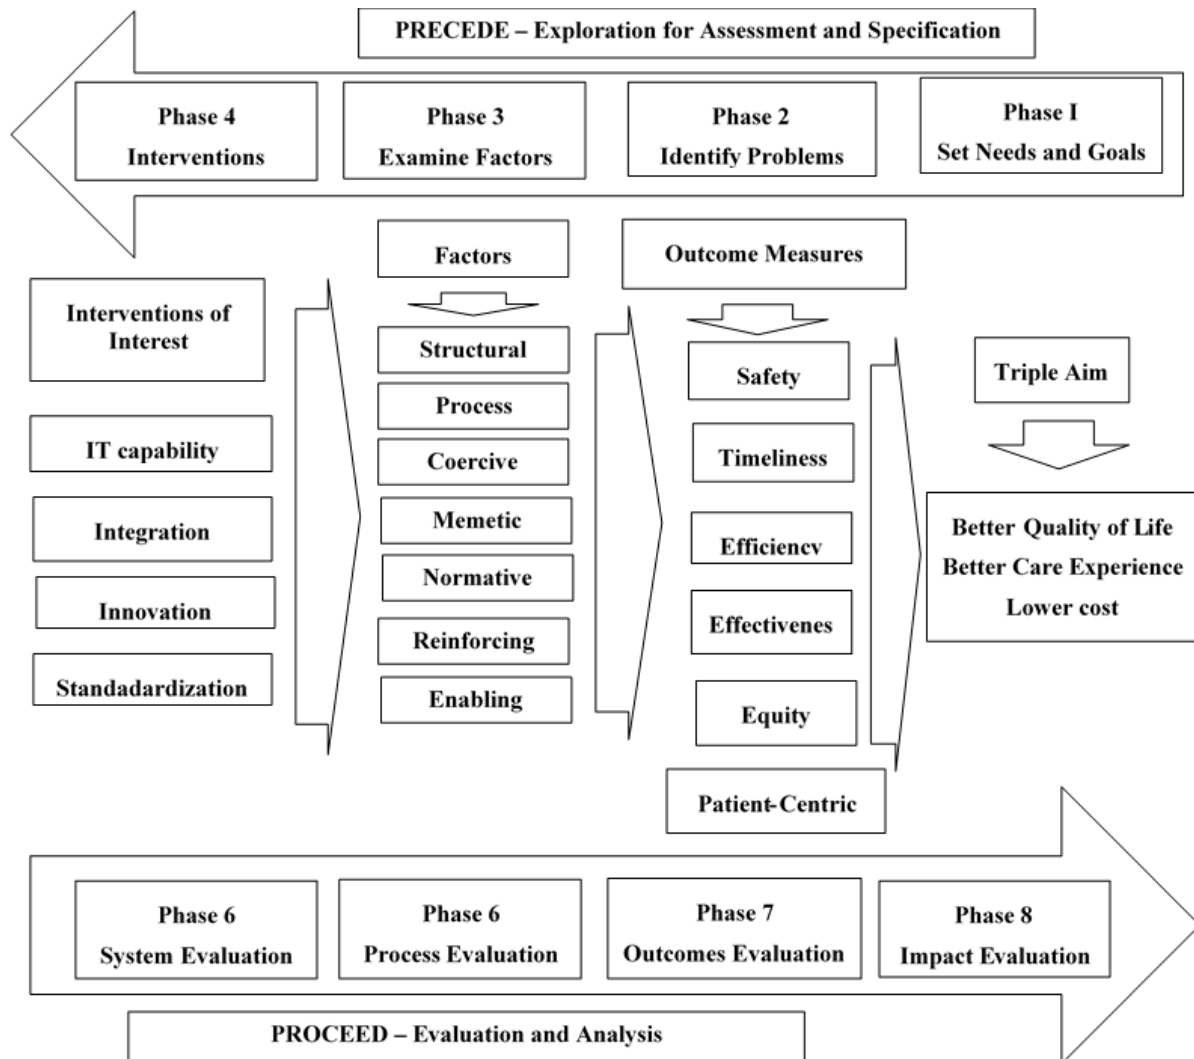 PRECEDE – Exploration for Assessment and Specification
Phase 4
Interventions
Phase 3
Examine Factors
Phase 2
Identify Problems
Phase I
Set Needs and Goals
Interventions of
Interest
IT capability
Integration
Innovation
Standadardization
Factors
Structural
Process
Coercive
Memetic
Normative
Reinforcing
Enabling
Outcome Measures
Safety
Timeliness
Efficiency
Effectivenes
Equity
Patient-Centric
Triple Aim
Better Quality of Life
Better Care Experience
Lower cost
Phase 6
System Evaluation
Phase 6
Process Evaluation
Phase 7
Outcomes Evaluation
Phase 8
Impact Evaluation
PROCEED – Evaluation and Analysis